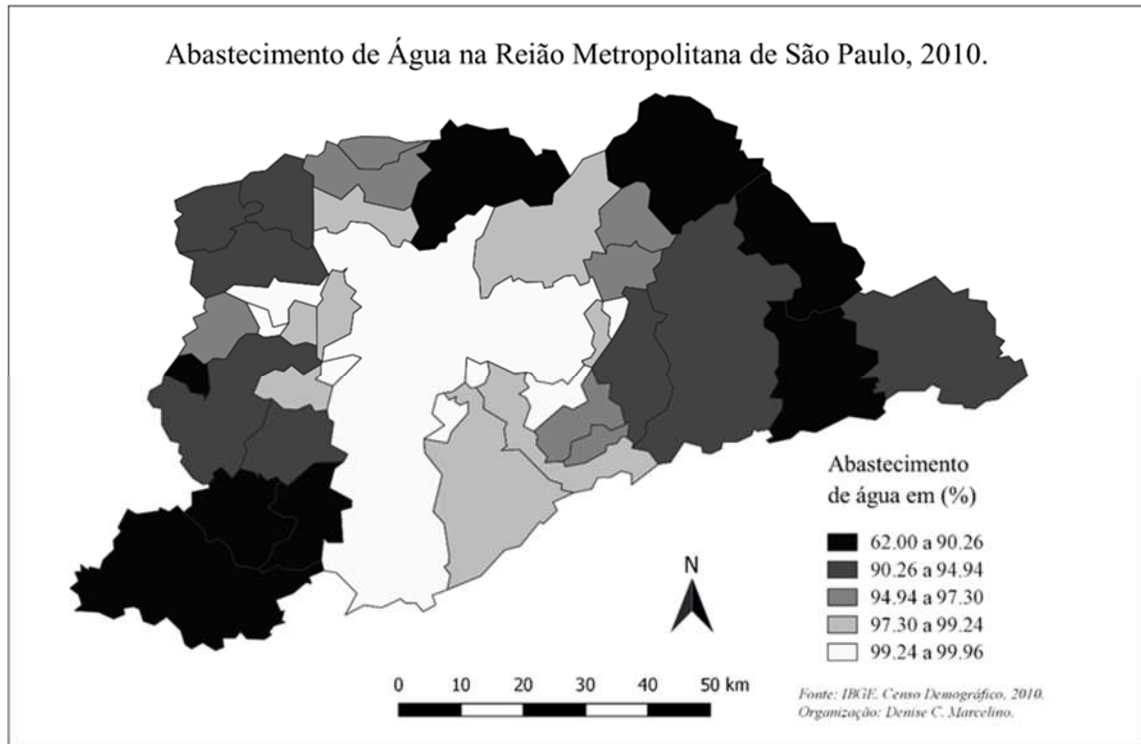 Abastecimento de Água na Reião Metropolitana de São Paulo, 2010.
Abastecimento
de água em (%)
62.00 a 90.26
90.26 a 94.94
94.94 a 97.30
97.30 a 99.24
99.24 a 99.96
N
0 10 20 30 40 50 km
Fonte: IBGE. Censo Demográfico, 2010.
Organização: Denise C. Marcelino.